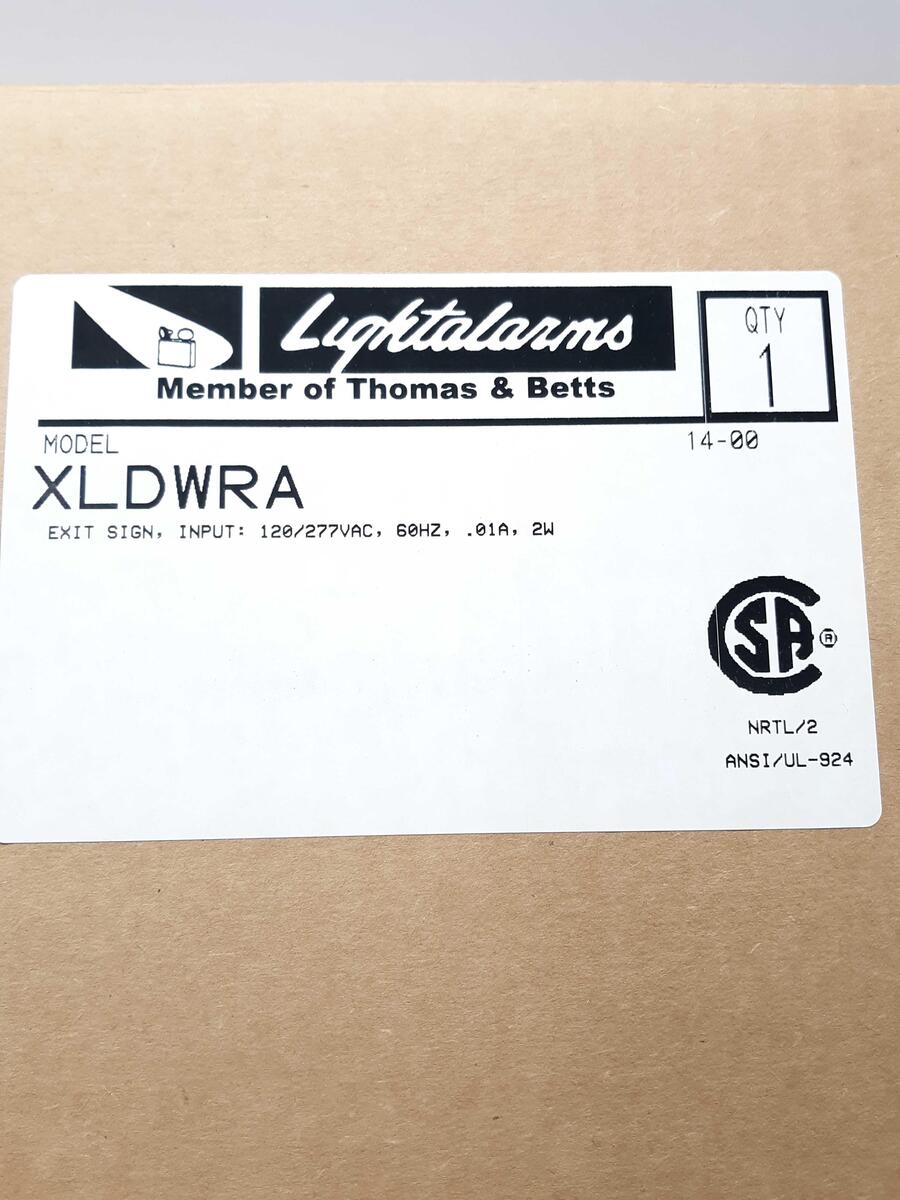 Lightalarms
Member of Thomas & Betts
QTY
1
MODEL
14-00
XLDWRA
EXIT SIGN, INPUT: 120/277VAC, 60HZ, .01A, 2W
CSA ®
NRTL/2
ANSI/UL-924